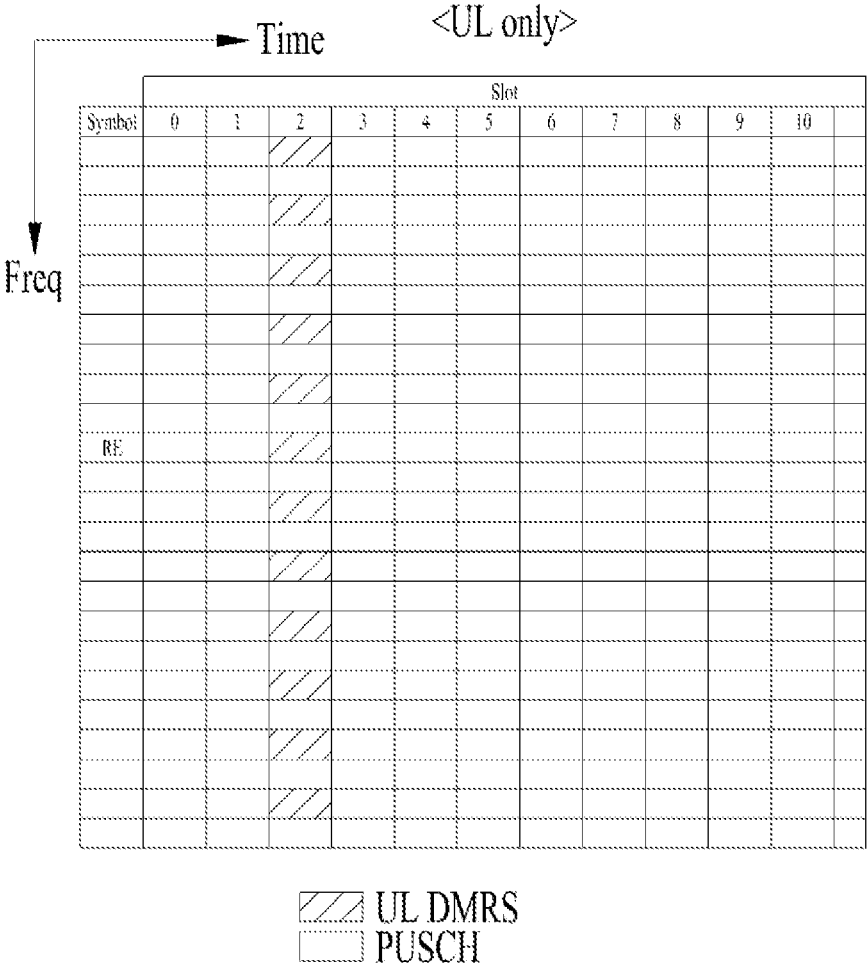 <UL only>
Time
Slot
Symbol 0 1 2 3 4 5 6 7 8 9 10
Freq
RE
UL DMRS
PUSCH